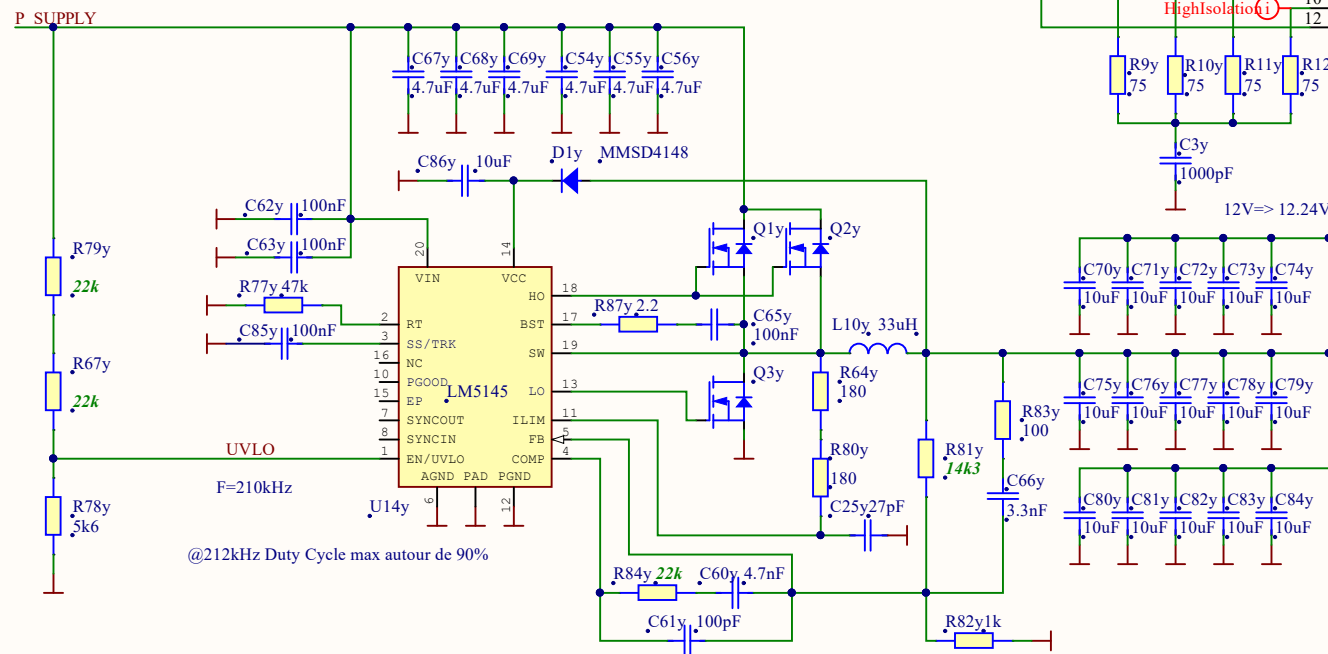 P_SUPPLY
HighIsolation i
12
C67y C68y C69y C54y C55y C56y
4.7uF 4.7uF 4.7uF 4.7uF 4.7uF 4.7uF
R9y R10y R11y R12
75 75 75 75
C3y
1000pF
12V=> 12.24V
C86y 10uF
D1y MMSD4148
C62y 100nF
C63y 100nF
R77y 47k
C85y 100nF
R79y
22k
R67y
22k
UVLO
R78y
5k6
F=210kHz
@212kHz Duty Cycle max autour de 90%
20 14
VIN VCC
HO 18
BST 17
SW 19
LO 13
ILIM 11
FB 5
COMP 4
2 RT
3 SS/TRK
16 NC
10 PGOOD
15 EP
7 SYNCOUT
8 SYNCIN
1 EN/UVLO
LM5145
AGND PAD PGND
6 12
U14y
Q1y Q2y
R87y 2.2
C65y
100nF
L10y 33uH
Q3y
R64y
180
R80y
180
C25y 27pF
R81y
14k3
R83y
100
C66y
3.3nF
R84y 22k
C60y 4.7nF
C61y 100pF
R82y 1k
C70y C71y C72y C73y C74y
10uF 10uF 10uF 10uF 10uF
C75y C76y C77y C78y C79y
10uF 10uF 10uF 10uF 10uF
C80y C81y C82y C83y C84y
10uF 10uF 10uF 10uF 10uF